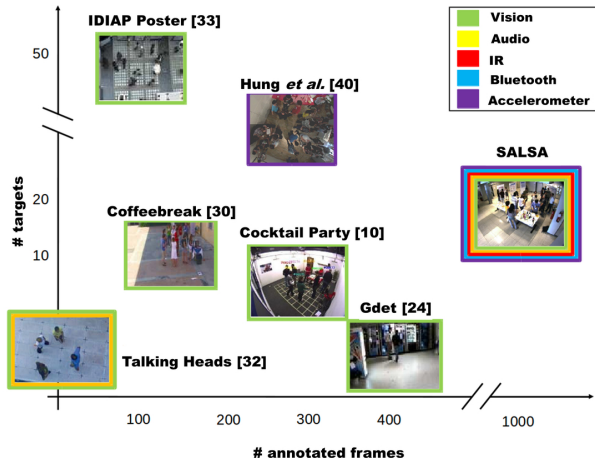 IDIAP Poster [33]
Vision
Audio
IR
Bluetooth
Accelerometer
50
Hung et al. [40]
SALSA
# targets
20
10
Coffeebreak [30]
Cocktail Party [10]
Gdet [24]
Talking Heads [32]
100
200
300
400
1000
# annotated frames